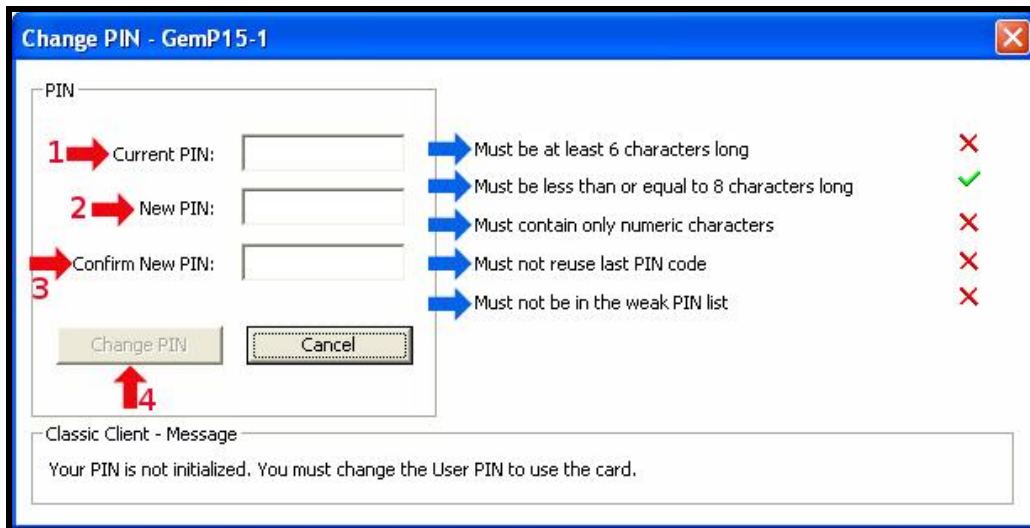 Change PIN - GemP15-1
PIN
1 Current PIN:
2 New PIN:
Confirm New PIN:
3
Must be at least 6 characters long
Must be less than or equal to 8 characters long
Must contain only numeric characters
Must not reuse last PIN code
Must not be in the weak PIN list
Change PIN
Cancel
4
Classic Client - Message
Your PIN is not initialized. You must change the User PIN to use the card.